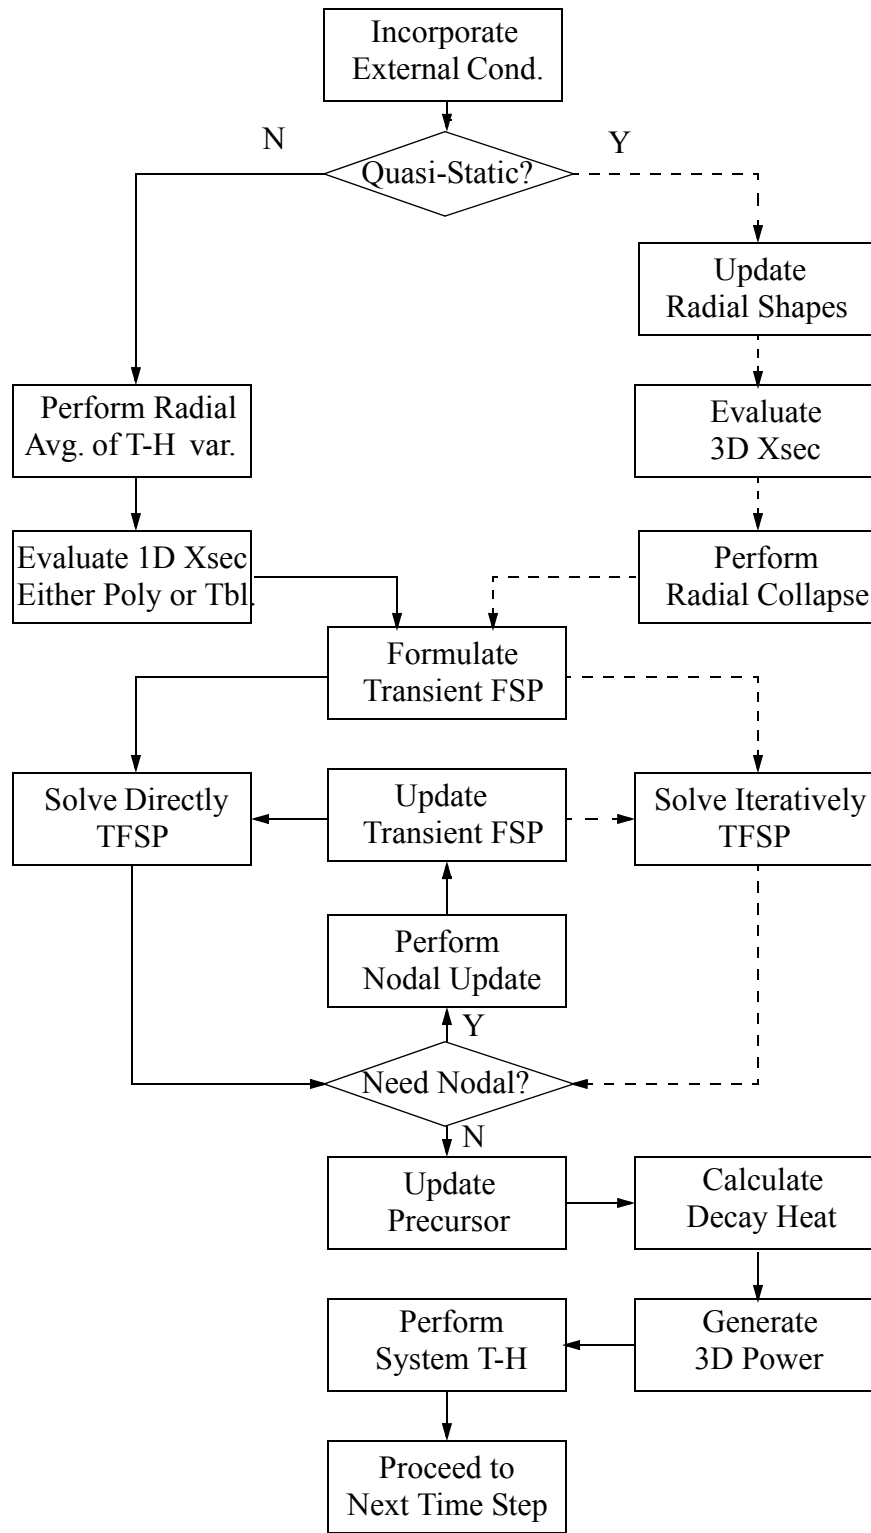 Incorporate
External Cond.
N
Y
Quasi-Static?
Update
Radial Shapes
Perform Radial
Avg. of T-H var.
Evaluate
3D Xsec
Evaluate 1D Xsec
Either Poly or Tbl.
Perform
Radial Collapse
Formulate
Transient FSP
Solve Directly
TFSP
Update
Transient FSP
Solve Iteratively
TFSP
Perform
Nodal Update
Y
Need Nodal?
N
Update
Precursor
Calculate
Decay Heat
Perform
System T-H
Generate
3D Power
Proceed to
Next Time Step